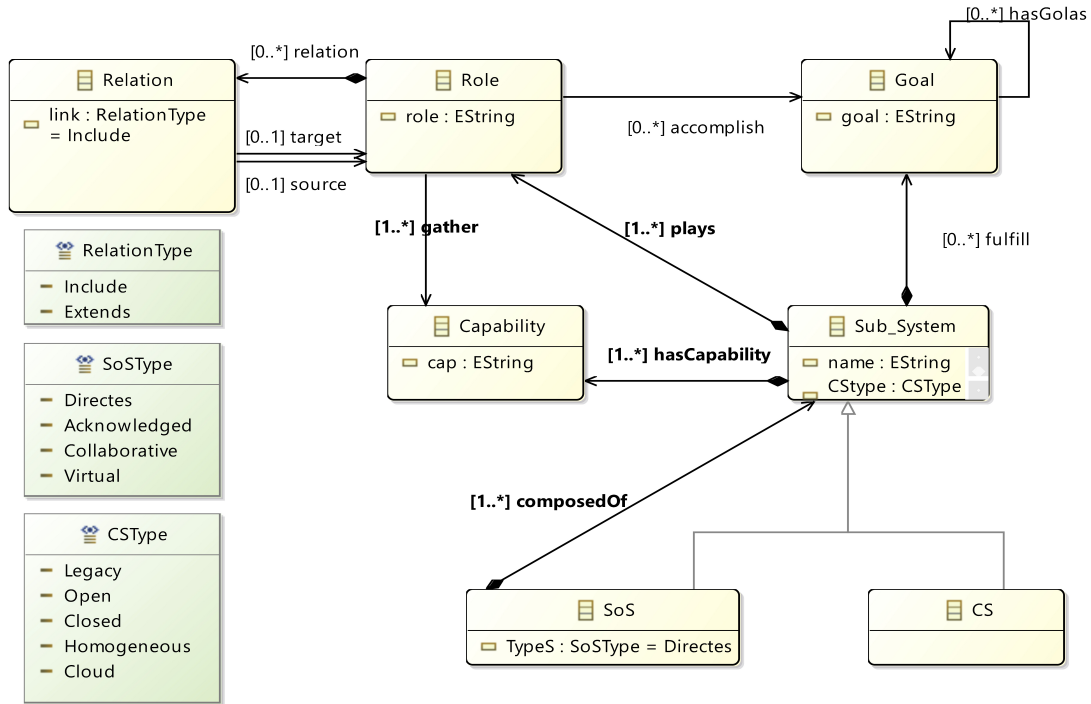 [0..*] hasGolas
[0..*] relation
Relation
link : RelationType
= Include
Role
role : EString
Goal
goal : EString
[0..*] accomplish
[0..1] target
[0..1] source
[1..*] gather
[1..*] plays
[0..*] fulfill
RelationType
Include
Extends
Capability
cap : EString
[1..*] hasCapability
Sub_System
name : EString
CStype : CSType
SoSType
Directes
Acknowledged
Collaborative
Virtual
[1..*] composedOf
CSType
Legacy
Open
Closed
Homogeneous
Cloud
SoS
TypeS : SoSType = Directes
CS